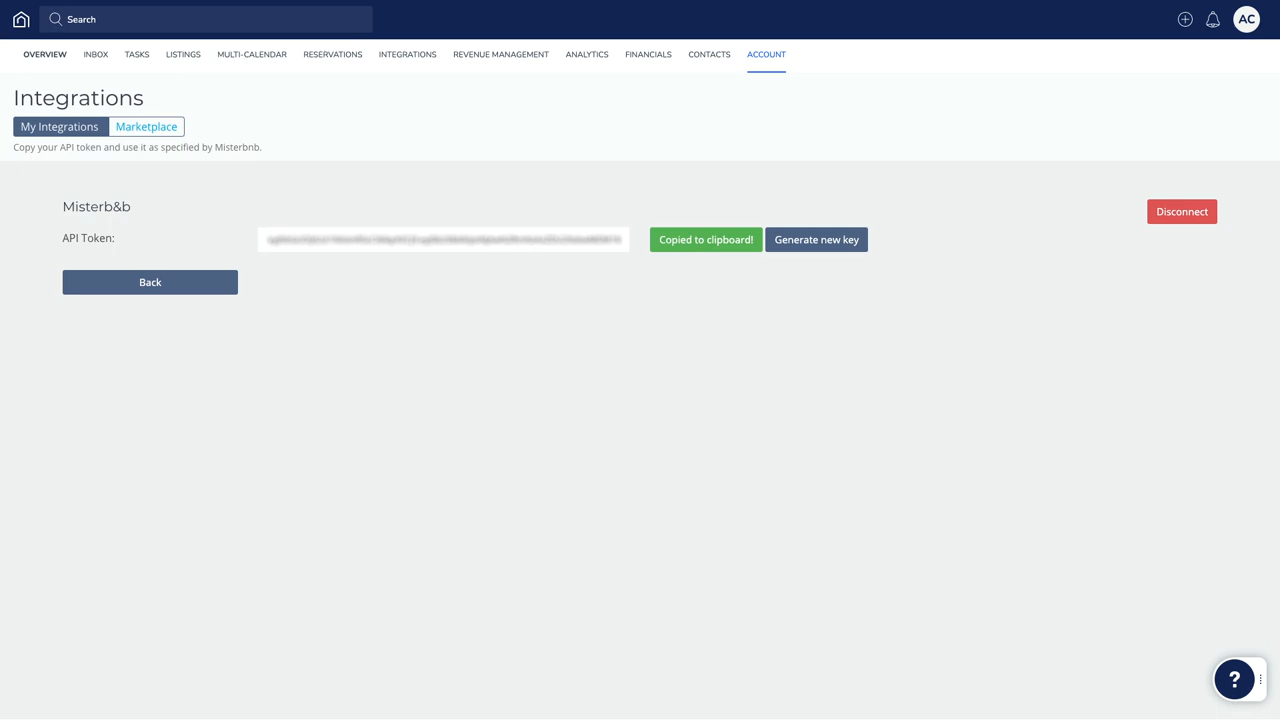 Search
AC
OVERVIEW INBOX TASKS LISTINGS MULTI-CALENDAR RESERVATIONS INTEGRATIONS REVENUE MANAGEMENT ANALYTICS FINANCIALS CONTACTS ACCOUNT
Integrations
My Integrations Marketplace
Copy your API token and use it as specified by Misterbnb.
Misterb&b
Disconnect
API Token: Copied to clipboard! Generate new key
Back
?